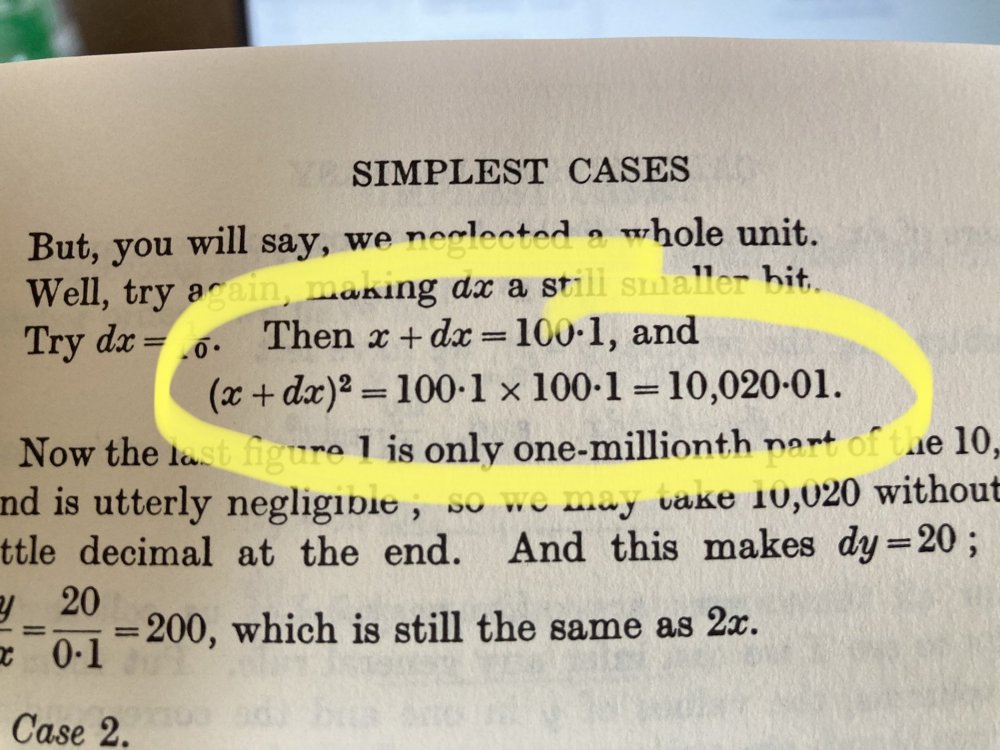 SIMPLEST CASES
But, you will say, we neglected a whole unit.
Well, try again, making dx a still smaller bit.
Try dx = Then x + dx = 100·1, and
(x + dx)² = 100·1 × 100·1 = 10,020·01.
Now the last figure 1 is only one-millionth part of the 10,
nd is utterly negligible ; so we may take 10,020 without
ttle decimal at the end. And this makes dy = 20 ;
y/x = 20/0·1 = 200, which is still the same as 2x.
Case 2.